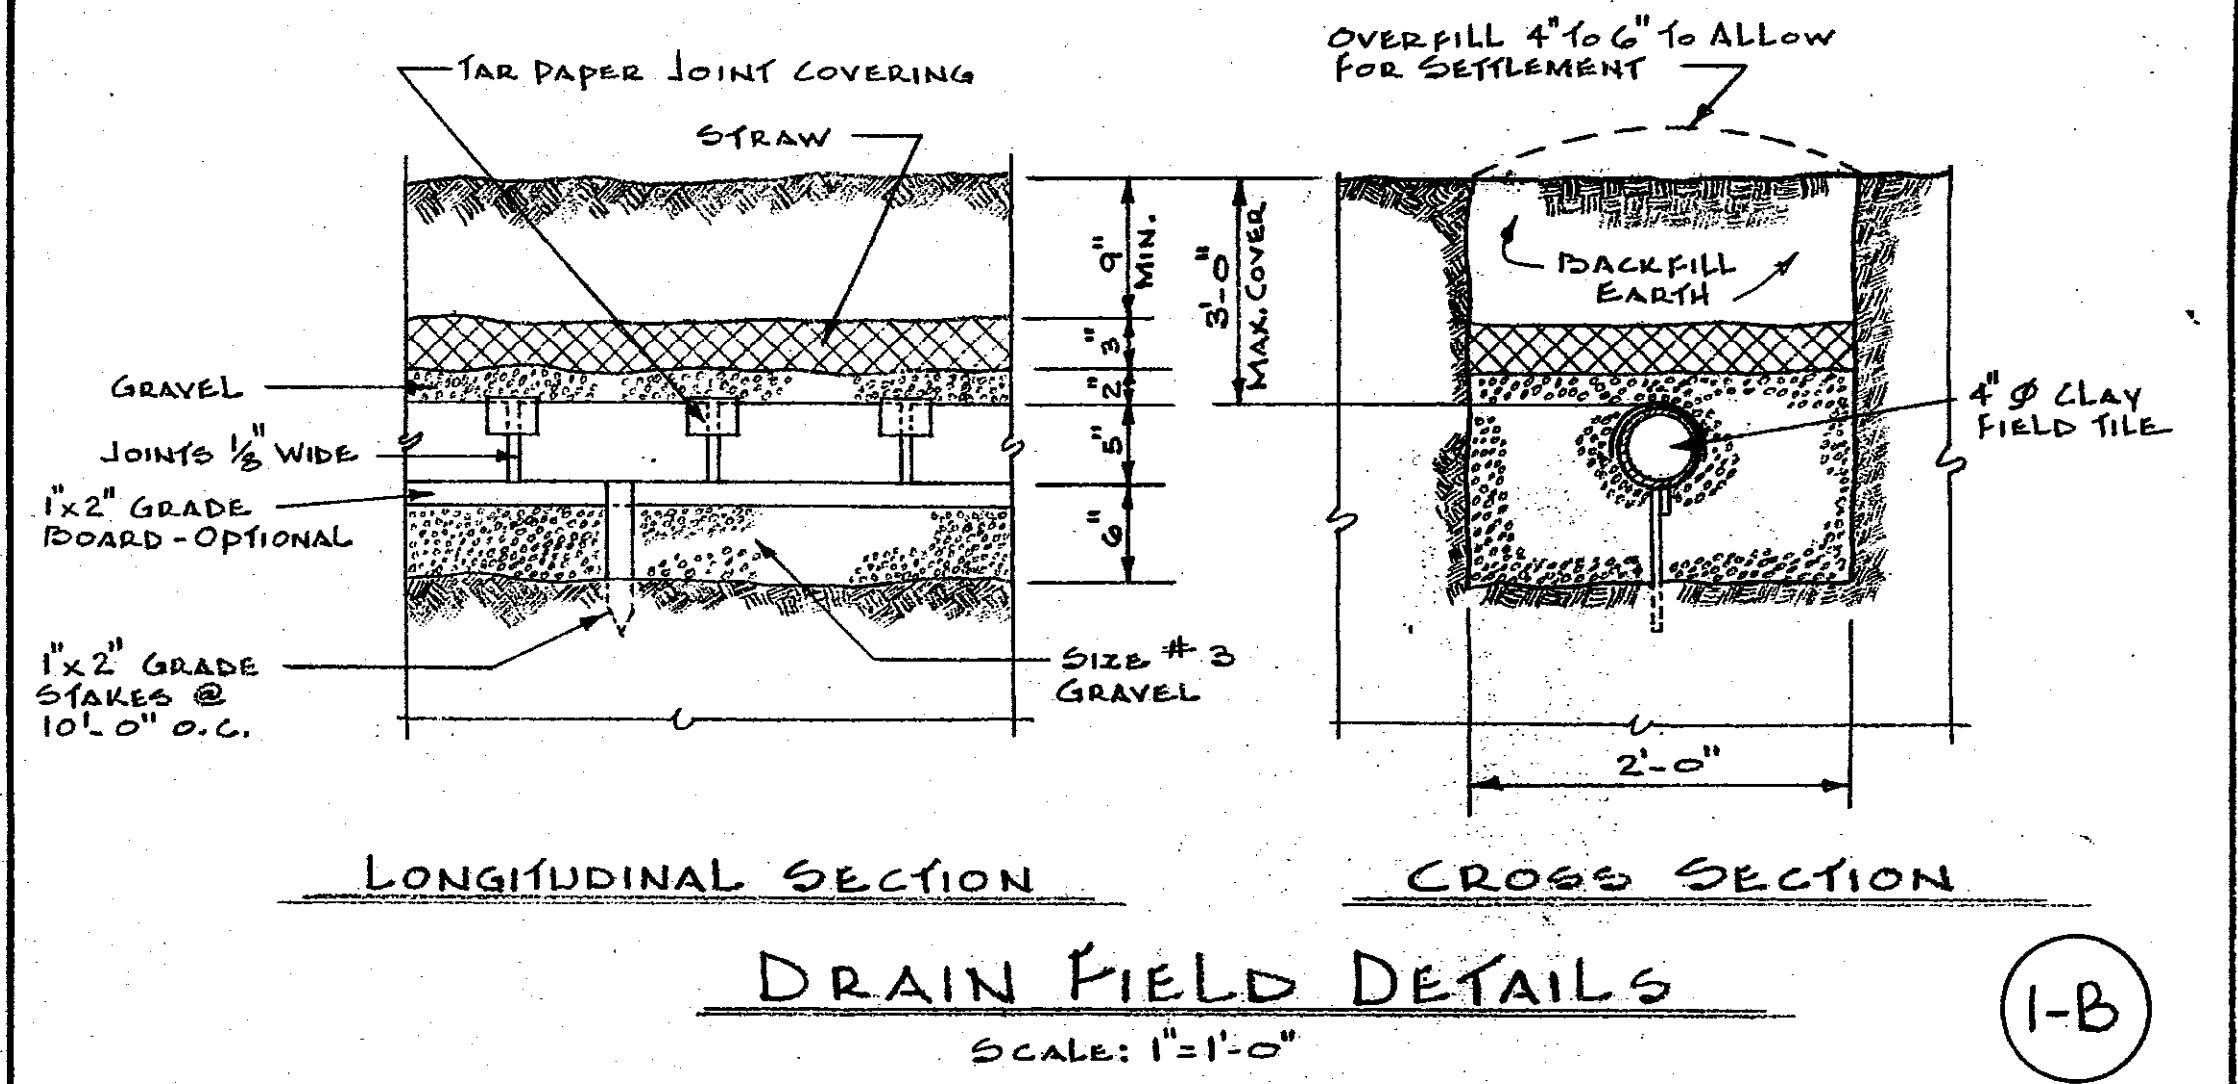 TAR PAPER JOINT COVERING
STRAW
GRAVEL
JOINTS 1/8" WIDE
1"x2" GRADE
BOARD-OPTIONAL
1"x2" GRADE
STAKES @
10'-0" O.C.
SIZE #3
GRAVEL
9"
MIN.
3"
2"
5"
6"
3'-0"
MAX. COVER
OVERFILL 4" TO 6" TO ALLOW
FOR SETTLEMENT
BACKFILL
EARTH
4" Ø CLAY
FIELD TILE
2'-0"
LONGITUDINAL SECTION
CROSS SECTION
DRAIN FIELD DETAILS
SCALE: 1"=1'-0"
1-B